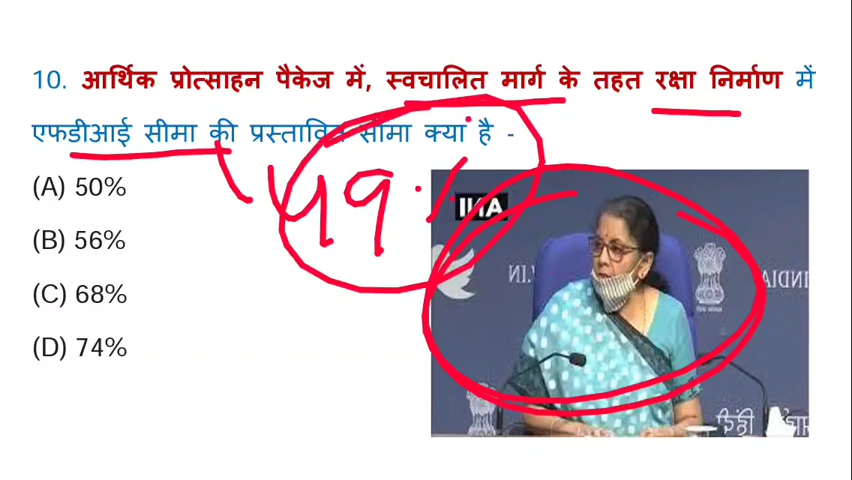 10. आर्थिक प्रोत्साहन पैकेज में, स्वचालित मार्ग के तहत रक्षा निर्माण में
एफडीआई सीमा की प्रस्तावित सीमा क्या है -
49%
(A) 50%
(B) 56%
(C) 68%
(D) 74%